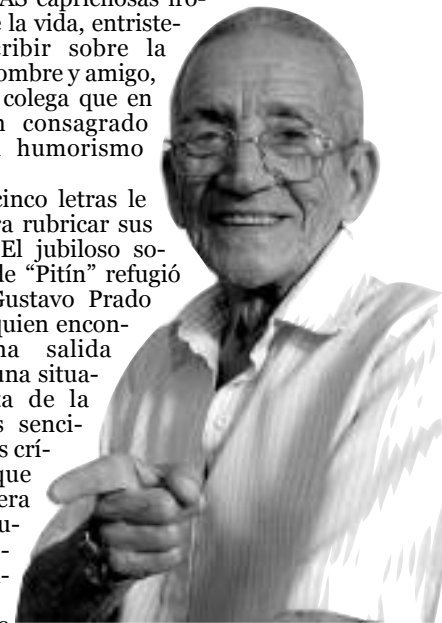 AS caprichosas iro-
e la vida, entriste-
cribir sobre la
ombre y amigo,
colega que en
n consagrado
humorismo
cinco letras le
ra rubricar sus
El jubiloso so-
de “Pitín” refugió
Gustavo Prado
quien encon-
na salida
una situa-
ta de la
s senci-
s crí-
que
era
u-
-
-